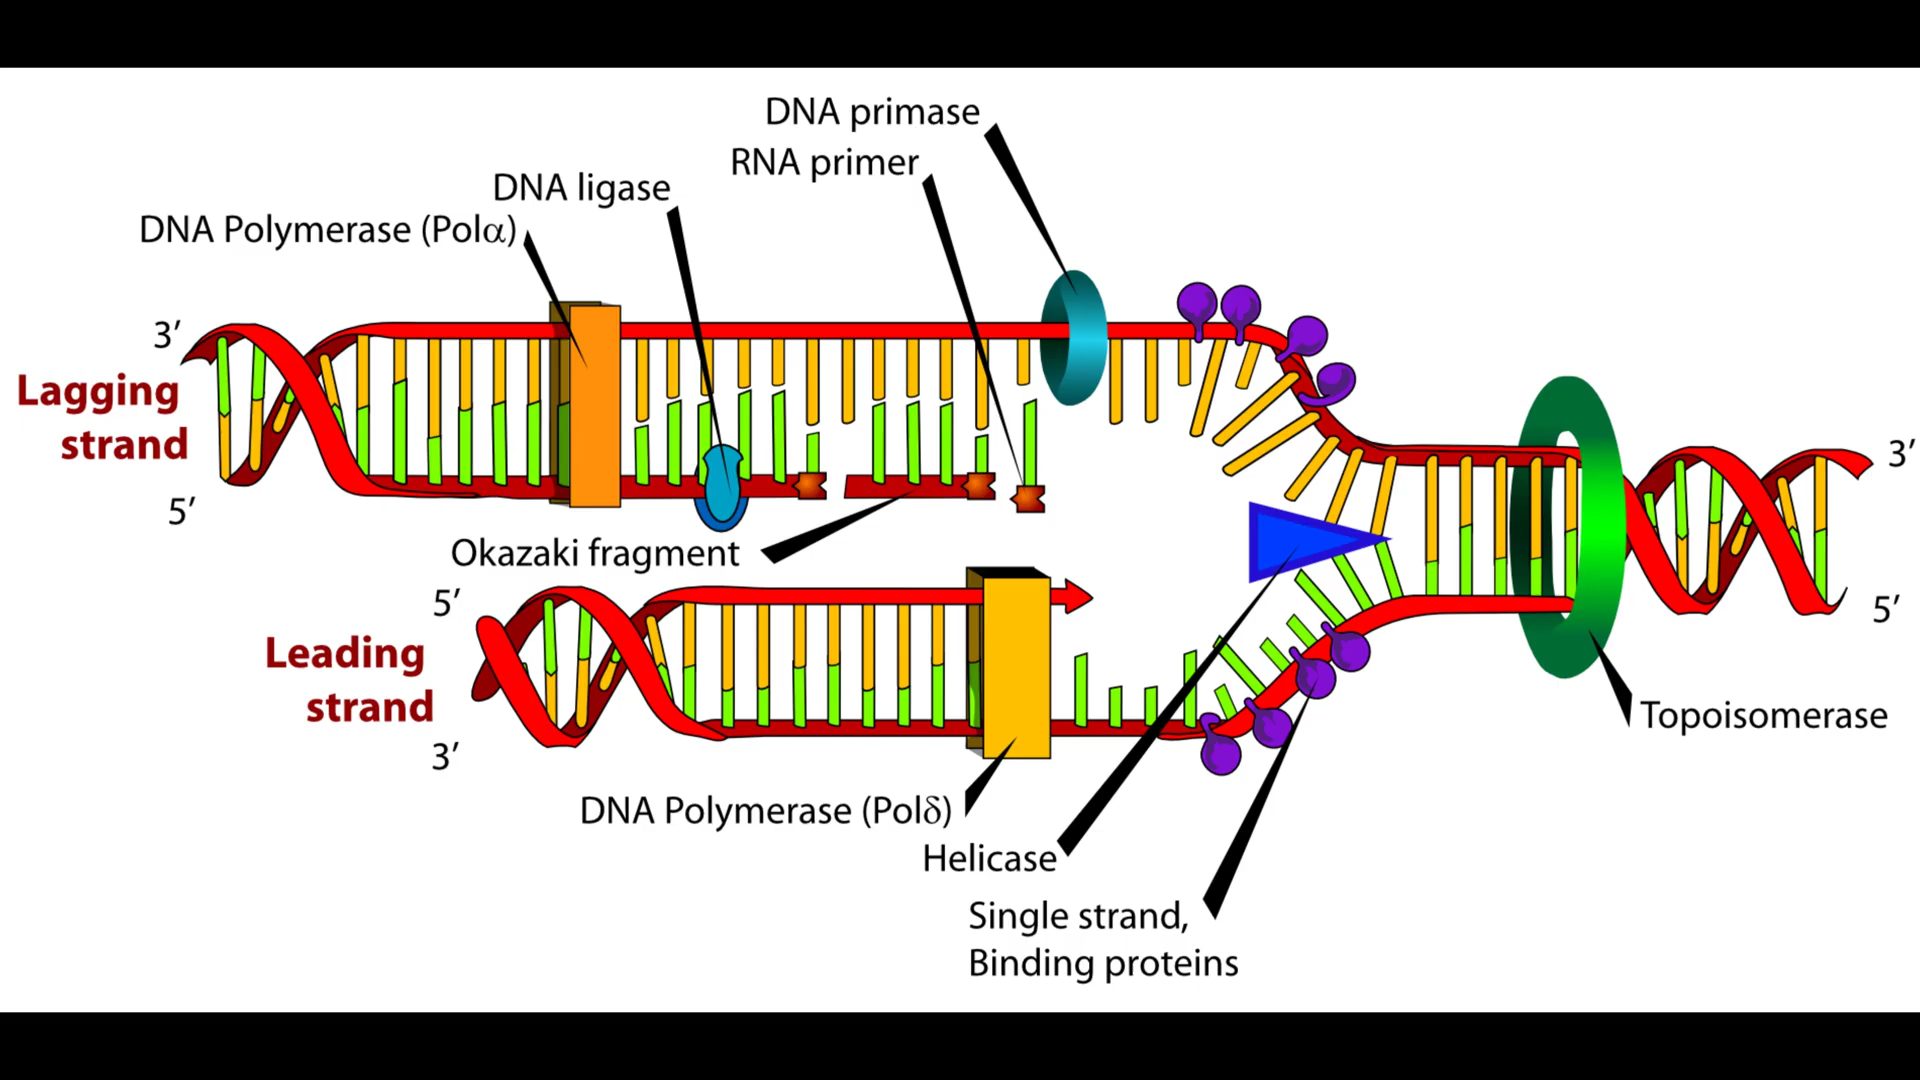 DNA primase
RNA primer
DNA ligase
DNA Polymerase (Polα)
3′
Lagging
strand
5′
3′
5′
Okazaki fragment
5′
Leading
strand
3′
Topoisomerase
DNA Polymerase (Polδ)
Helicase
Single strand,
Binding proteins